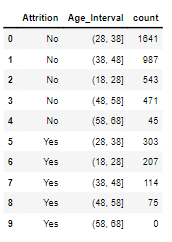 Attrition Age_Interval count
0 No (28, 38] 1641
1 No (38, 48] 987
2 No (18, 28] 543
3 No (48, 58] 471
4 No (58, 68] 45
5 Yes (28, 38] 303
6 Yes (18, 28] 207
7 Yes (38, 48] 114
8 Yes (48, 58] 75
9 Yes (58, 68] 0